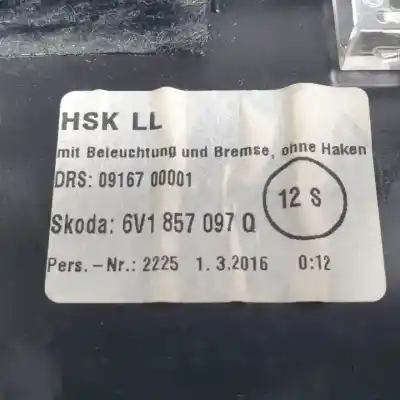 HSK LL
mit Beleuchtung und Bremse, ohne Haken
DRS: 09167 00001
12 S
Skoda: 6V1 857 097 Q
Pers. -Nr.: 2225 1. 3.2016 0:12